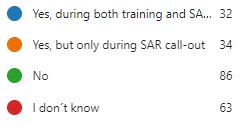 Yes, during both training and SA... 32
Yes, but only during SAR call-out 34
No 86
I don´t know 63